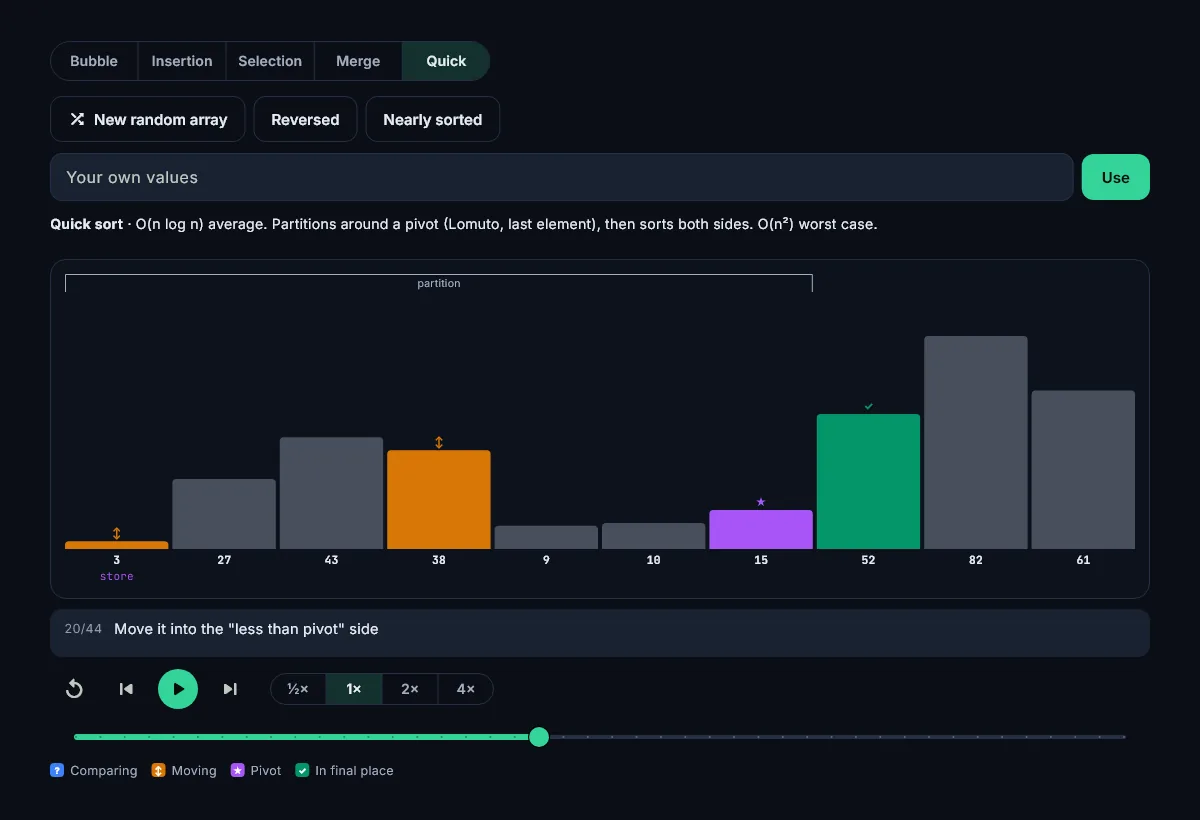 Bubble Insertion Selection Merge Quick
New random array Reversed Nearly sorted
Your own values Use
Quick sort · O(n log n) average. Partitions around a pivot (Lomuto, last element), then sorts both sides. O(n²) worst case.
partition
3 27 43 38 9 10 15 52 82 61
store
20/44 Move it into the "less than pivot" side
½× 1× 2× 4×
? Comparing Moving Pivot In final place